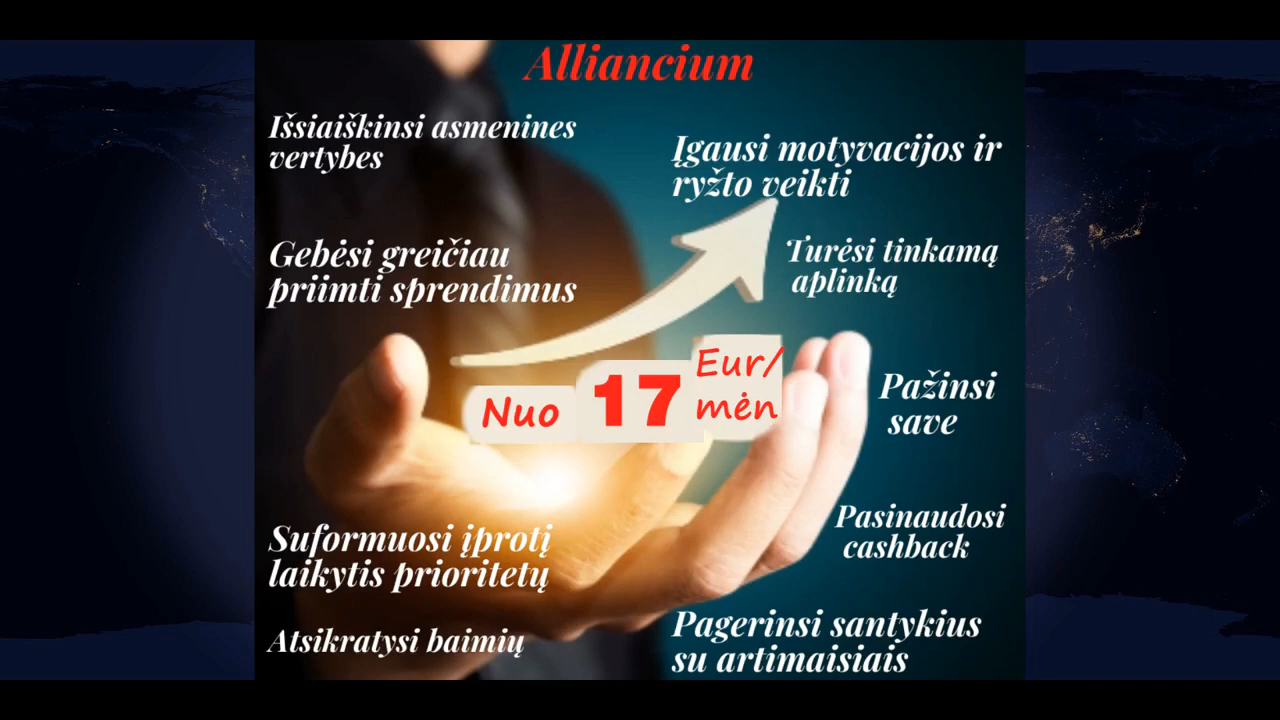 Alliancium
Išsiaiškinsi asmenines
vertybes
Įgausi motyvacijos ir
ryžto veikti
Gebėsi greičiau
priimti sprendimus
Turėsi tinkamą
aplinką
Nuo 17 Eur/
mėn
Pažinsi
save
Suformuosi įprotį
laikytis prioritetų
Pasinaudosi
cashback
Atsikratysi baimių
Pagerinsi santykius
su artimaisiais